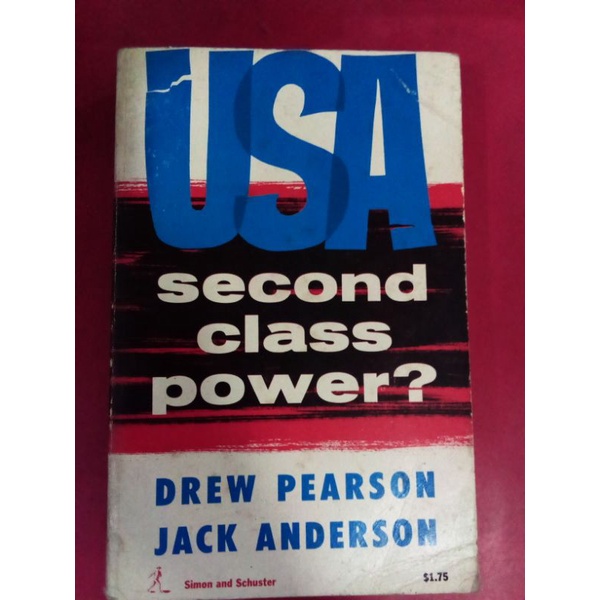 USA
second
class
power?
DREW PEARSON
JACK ANDERSON
Simon and Schuster
$1.75